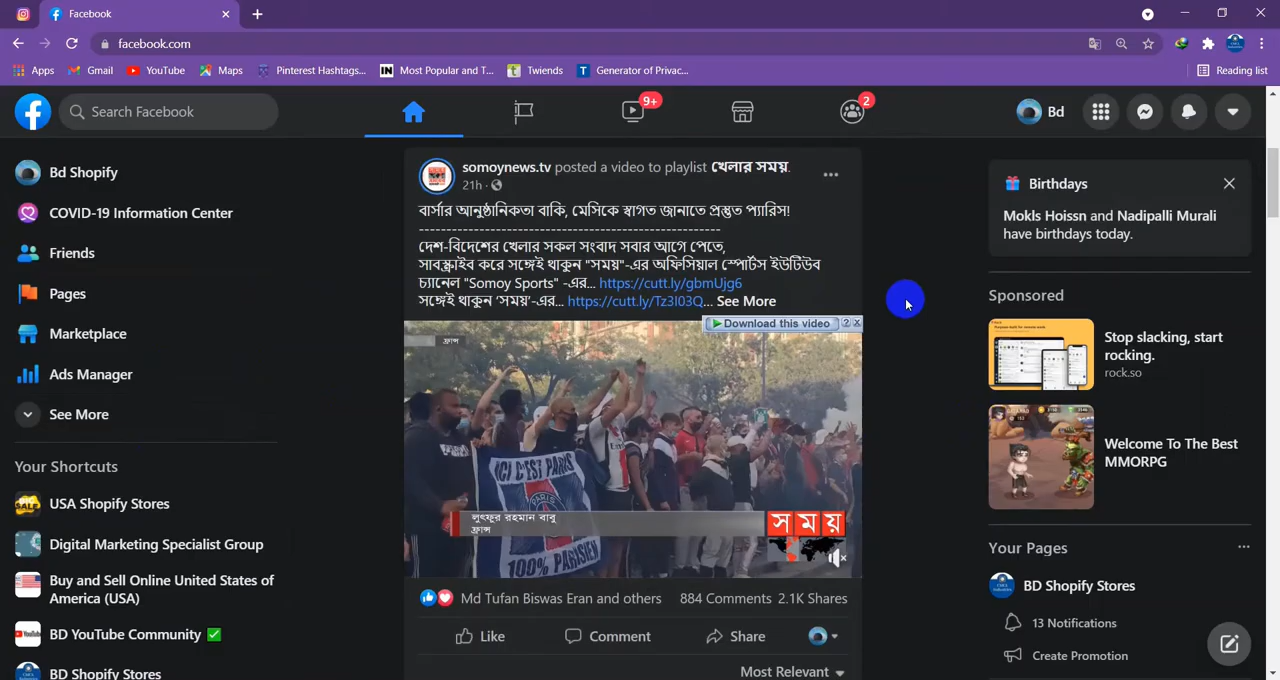 Facebook
facebook.com
Apps
Gmail
YouTube
Maps
Pinterest Hashtags...
IN
Most Popular and T...
t
Twiends
T
Generator of Privac...
Reading list
Search Facebook
9+
2
Bd
Bd Shopify
COVID-19 Information Center
Friends
Pages
Marketplace
Ads Manager
See More
Your Shortcuts
USA Shopify Stores
Digital Marketing Specialist Group
Buy and Sell Online United States of
America (USA)
BD YouTube Community ✅
BD Shopify Stores
somoynews.tv posted a video to playlist খেলার সময়.
21h
বার্সার আনুষ্ঠানিকতা বাকি, মেসিকে স্বাগত জানাতে প্রস্তুত প্যারিস!
-----------------------------------------------------
দেশ-বিদেশের খেলার সকল সংবাদ সবার আগে পেতে,
সাবস্ক্রাইব করে সঙ্গেই থাকুন "সময়"-এর অফিসিয়াল স্পোর্টস ইউটিউব
চ্যানেল "Somoy Sports" -এর... https://cutt.ly/gbmUjg6
সঙ্গেই থাকুন ‘সময়’-এর... https://cutt.ly/Tz3I03Q... See More
Download this video ? x
ফ্রান্স
ICI C'EST PARIS
PARIS
100% PARISIEN
লুৎফুর রহমান বাবু
ফ্রান্স
সময়
Md Tufan Biswas Eran and others
884 Comments 2.1K Shares
Like
Comment
Share
Most Relevant
Birthdays
Mokls Hoissn and Nadipalli Murali
have birthdays today.
Sponsored
Stop slacking, start
rocking.
rock.so
Welcome To The Best
MMORPG
Your Pages
BD Shopify Stores
13 Notifications
Create Promotion